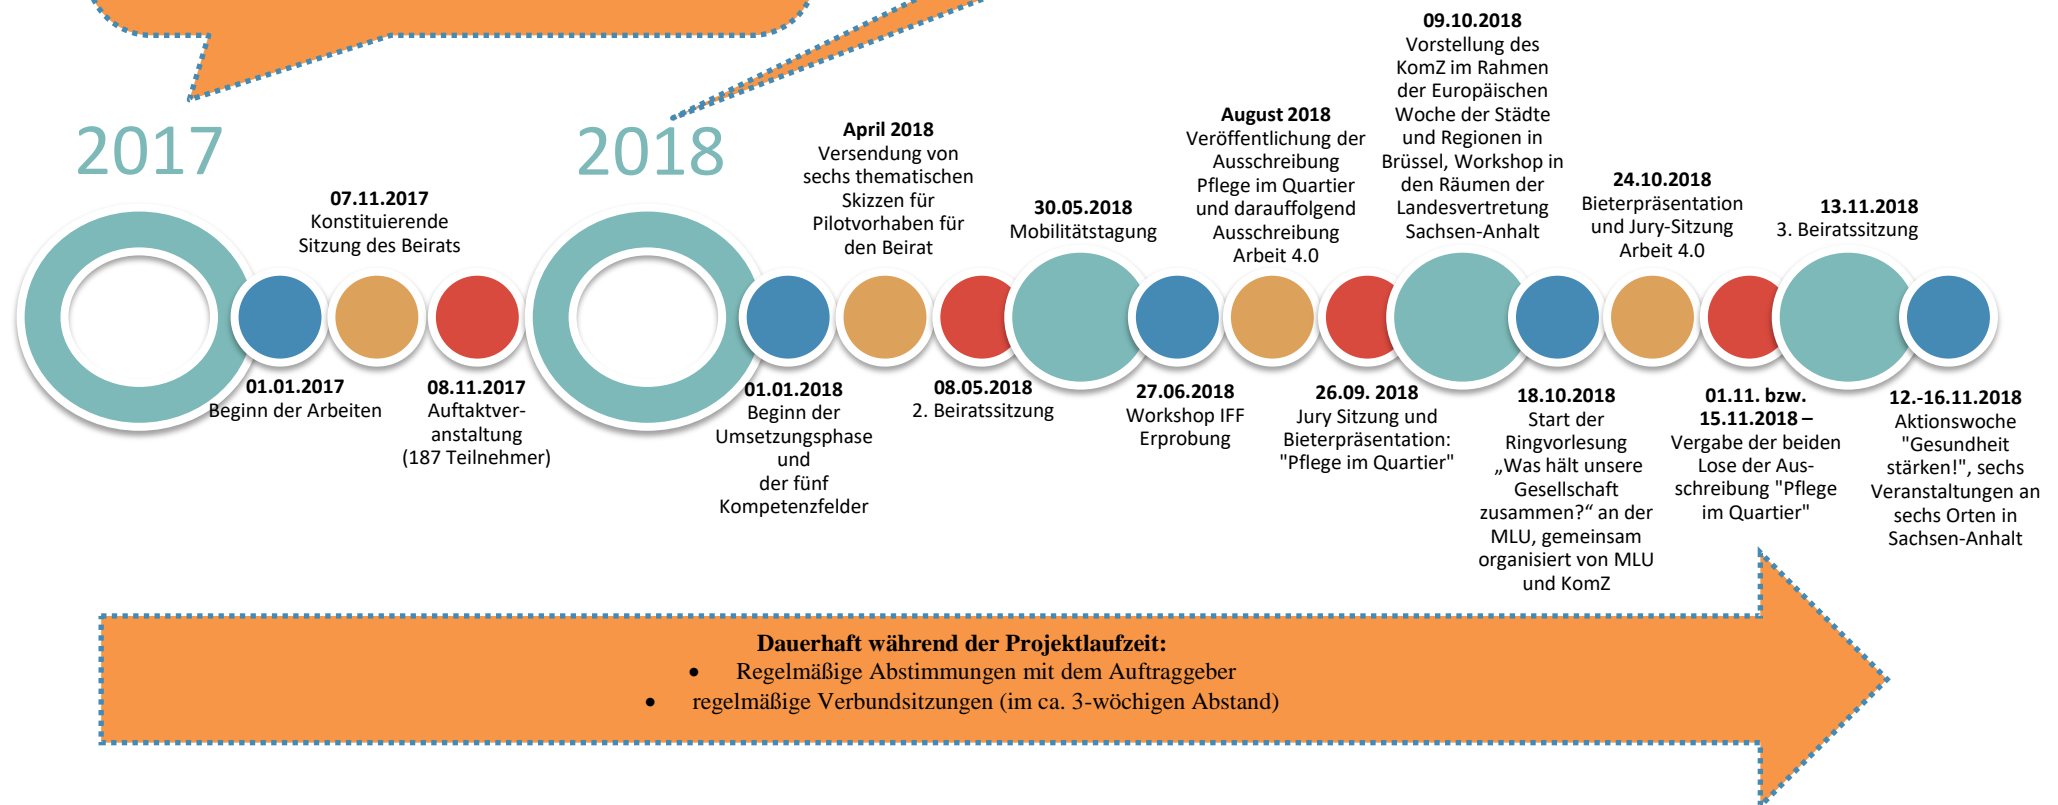 2017
01.01.2017
Beginn der Arbeiten
07.11.2017
Konstituierende
Sitzung des Beirats
08.11.2017
Auftaktver-
anstaltung
(187 Teilnehmer)
2018
01.01.2018
Beginn der
Umsetzungsphase
und
der fünf
Kompetenzfelder
April 2018
Versendung von
sechs thematischen
Skizzen für
Pilotvorhaben für
den Beirat
08.05.2018
2. Beiratssitzung
30.05.2018
Mobilitätstagung
27.06.2018
Workshop IFF
Erprobung
August 2018
Veröffentlichung der
Ausschreibung
Pflege im Quartier
und darauffolgend
Ausschreibung
Arbeit 4.0
26.09. 2018
Jury Sitzung und
Bieterpräsentation:
"Pflege im Quartier"
09.10.2018
Vorstellung des
KomZ im Rahmen
der Europäischen
Woche der Städte
und Regionen in
Brüssel, Workshop in
den Räumen der
Landesvertretung
Sachsen-Anhalt
18.10.2018
Start der
Ringvorlesung
„Was hält unsere
Gesellschaft
zusammen?“ an der
MLU, gemeinsam
organisiert von MLU
und KomZ
24.10.2018
Bieterpräsentation
und Jury-Sitzung
Arbeit 4.0
01.11. bzw.
15.11.2018 –
Vergabe der beiden
Lose der Aus-
schreibung "Pflege
im Quartier"
13.11.2018
3. Beiratssitzung
12.-16.11.2018
Aktionswoche
"Gesundheit
stärken!", sechs
Veranstaltungen an
sechs Orten in
Sachsen-Anhalt
Dauerhaft während der Projektlaufzeit:
• Regelmäßige Abstimmungen mit dem Auftraggeber
• regelmäßige Verbundsitzungen (im ca. 3-wöchigen Abstand)